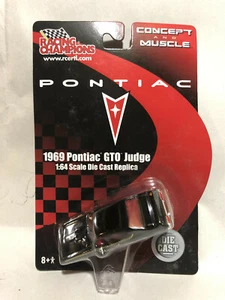 RACING
CHAMPIONS
www.rcertl.com
CONCEPT
AND
MUSCLE
PONTIAC
1969 Pontiac GTO Judge
1:64 Scale Die Cast Replica
8+
DIE
CAST